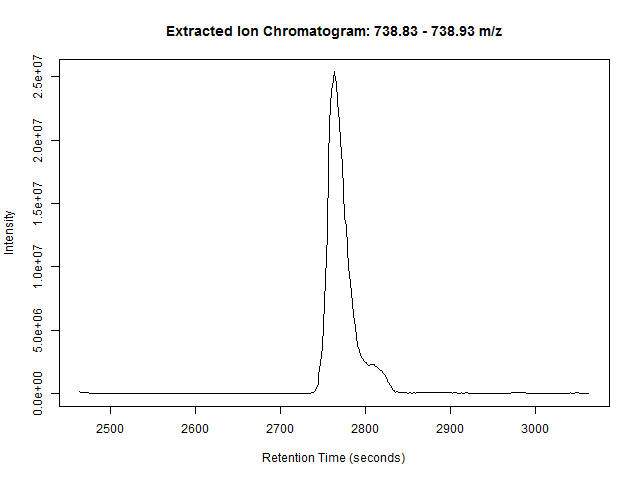 Extracted Ion Chromatogram: 738.83 - 738.93 m/z
Intensity
2.5e+07
2.0e+07
1.5e+07
1.0e+07
5.0e+06
0.0e+00
2500 2600 2700 2800 2900 3000
Retention Time (seconds)